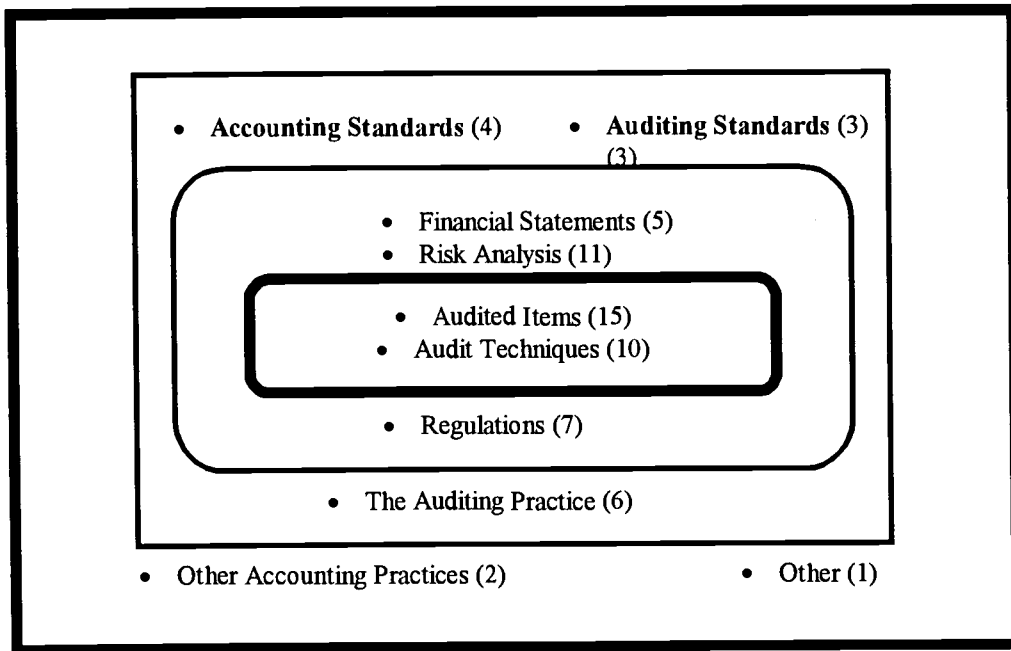 • Accounting Standards (4) • Auditing Standards (3)
(3)
• Financial Statements (5)
• Risk Analysis (11)
• Audited Items (15)
• Audit Techniques (10)
• Regulations (7)
• The Auditing Practice (6)
• Other Accounting Practices (2) • Other (1)